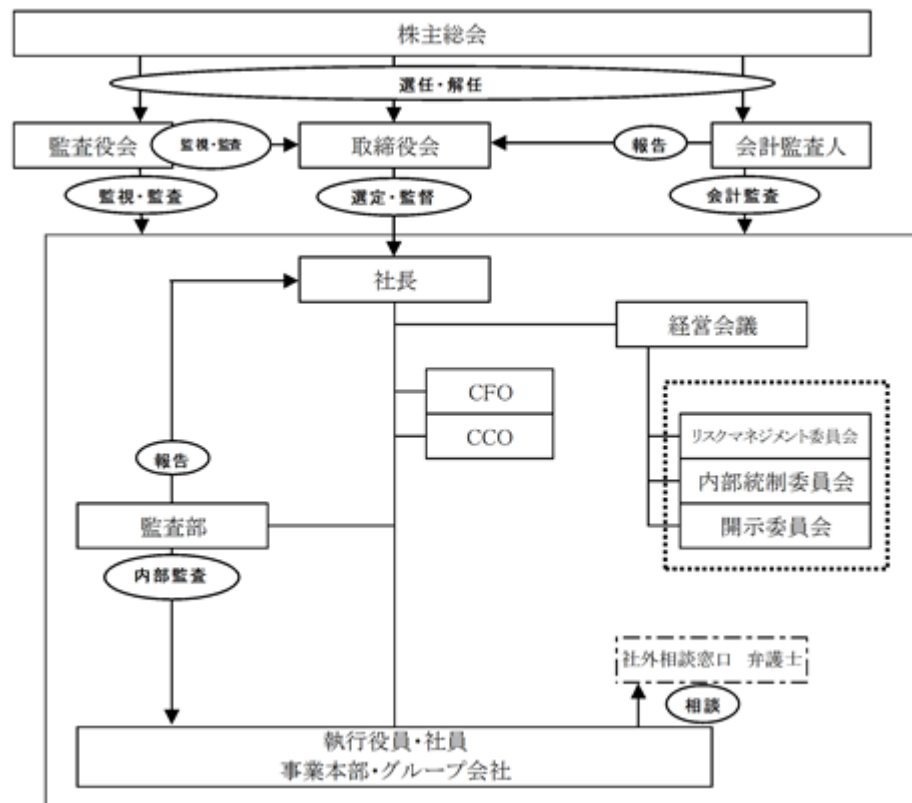 株主総会
選任・解任
監査役会
監視・監査
取締役会
報告
会計監査人
監視・監査
選定・監督
会計監査
社長
経営会議
CFO
CCO
リスクマネジメント委員会
内部統制委員会
開示委員会
報告
監査部
内部監査
社外相談窓口 弁護士
相談
執行役員・社員
事業本部・グループ会社